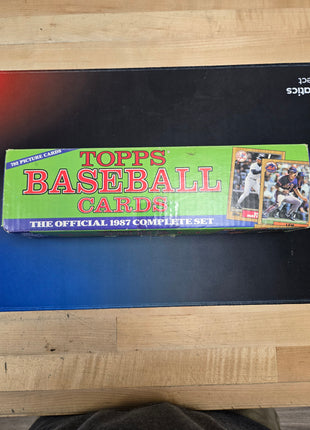 792 PICTURE CARDS
TOPPS
BASEBALL
CARDS
THE OFFICIAL 1987 COMPLETE SET